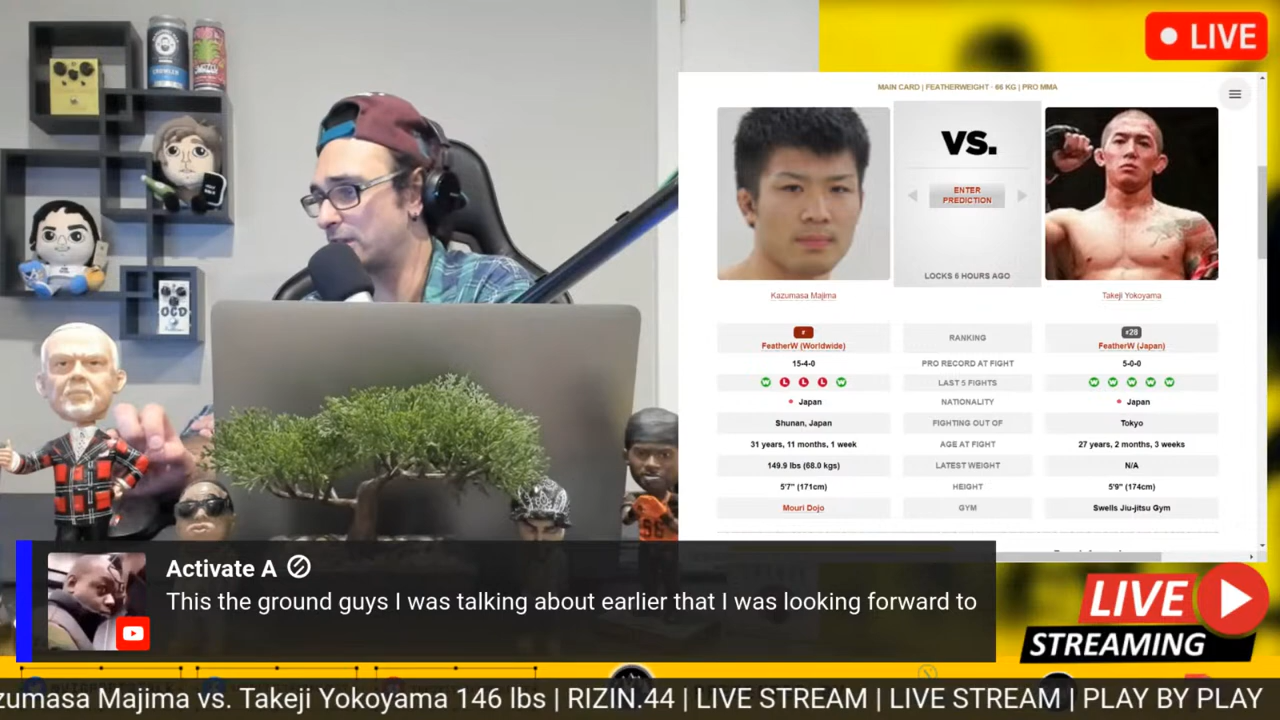 LIVE
MAIN CARD | FEATHERWEIGHT · 66 KG | PRO MMA
VS.
ENTER
PREDICTION
LOCKS 6 HOURS AGO
Kazumasa Majima
Takeji Yokoyama
r
RANKING
r28
FeatherW (Worldwide)
FeatherW (Japan)
15-4-0
PRO RECORD AT FIGHT
5-0-0
W L L L W
LAST 5 FIGHTS
W W W W W
Japan
NATIONALITY
Japan
Shunan, Japan
FIGHTING OUT OF
Tokyo
31 years, 11 months, 1 week
AGE AT FIGHT
27 years, 2 months, 3 weeks
149.9 lbs (68.0 kgs)
LATEST WEIGHT
N/A
5'7" (171cm)
HEIGHT
5'9" (174cm)
Mouri Dojo
GYM
Swells Jiu-jitsu Gym
OCD
Activate A
This the ground guys I was talking about earlier that I was looking forward to
LIVE
STREAMING
zumasa Majima vs. Takeji Yokoyama 146 lbs | RIZIN.44 | LIVE STREAM | LIVE STREAM | PLAY BY PLAY